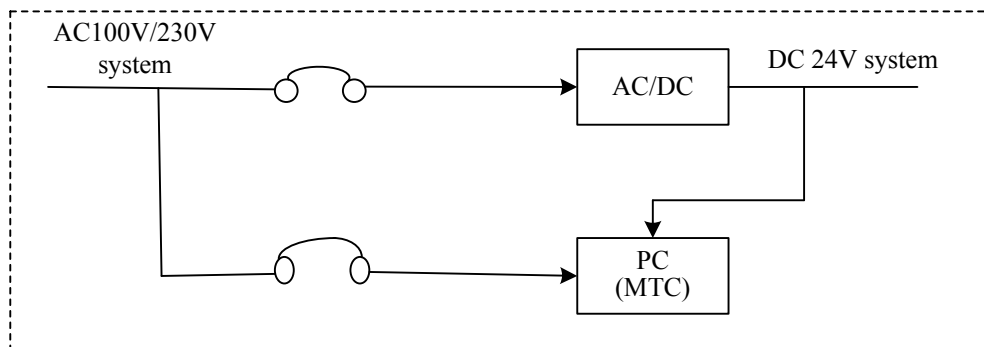 AC100V/230V
system
AC/DC
DC 24V system
PC
(MTC)